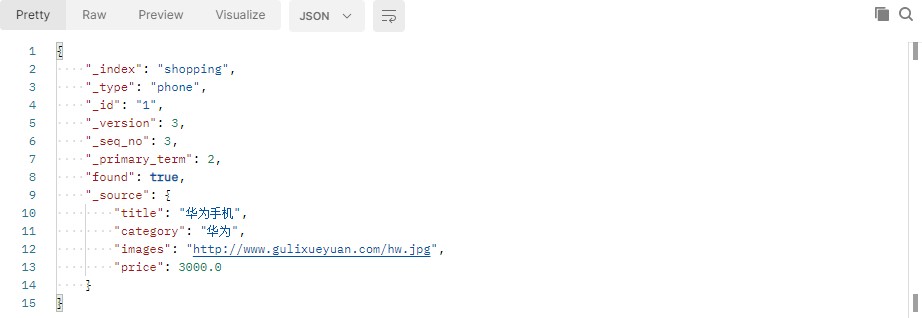 Pretty Raw Preview Visualize JSON
1 {
2 "_index": "shopping",
3 "_type": "phone",
4 "_id": "1",
5 "_version": 3,
6 "_seq_no": 3,
7 "_primary_term": 2,
8 "found": true,
9 "_source": {
10 "title": "华为手机",
11 "category": "华为",
12 "images": "http://www.gulixueyuan.com/hw.jpg",
13 "price": 3000.0
14 }
15 }